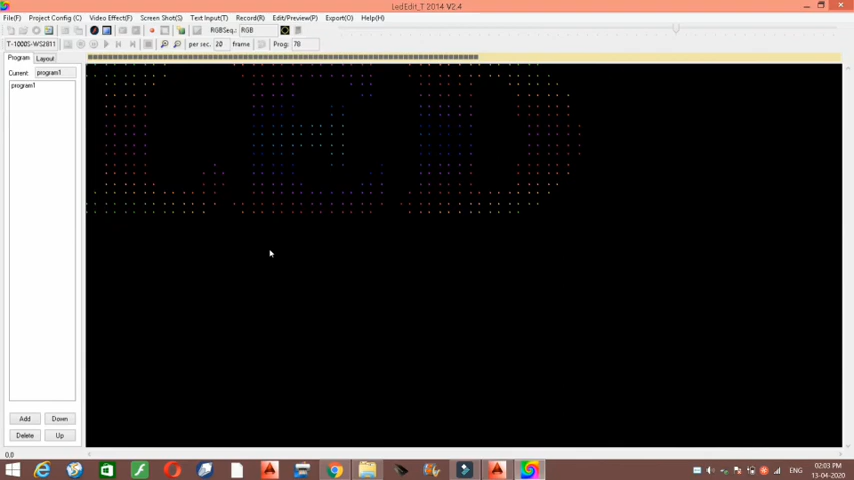 LedEdit_T 2014 V2.4
File(F) Project Config (C) Video Effect(F) Screen Shot(S) Text Input(T) Record(R) Edit/Preview(P) Export(O) Help(H)
RGBSeq.: RGB
T-1000S-WS2811 per sec. 20 frame Prog: 78
Program Layout
Current: program1
program1
LED
Add Down
Delete Up
0.0
ENG
02:03 PM
13-04-2020